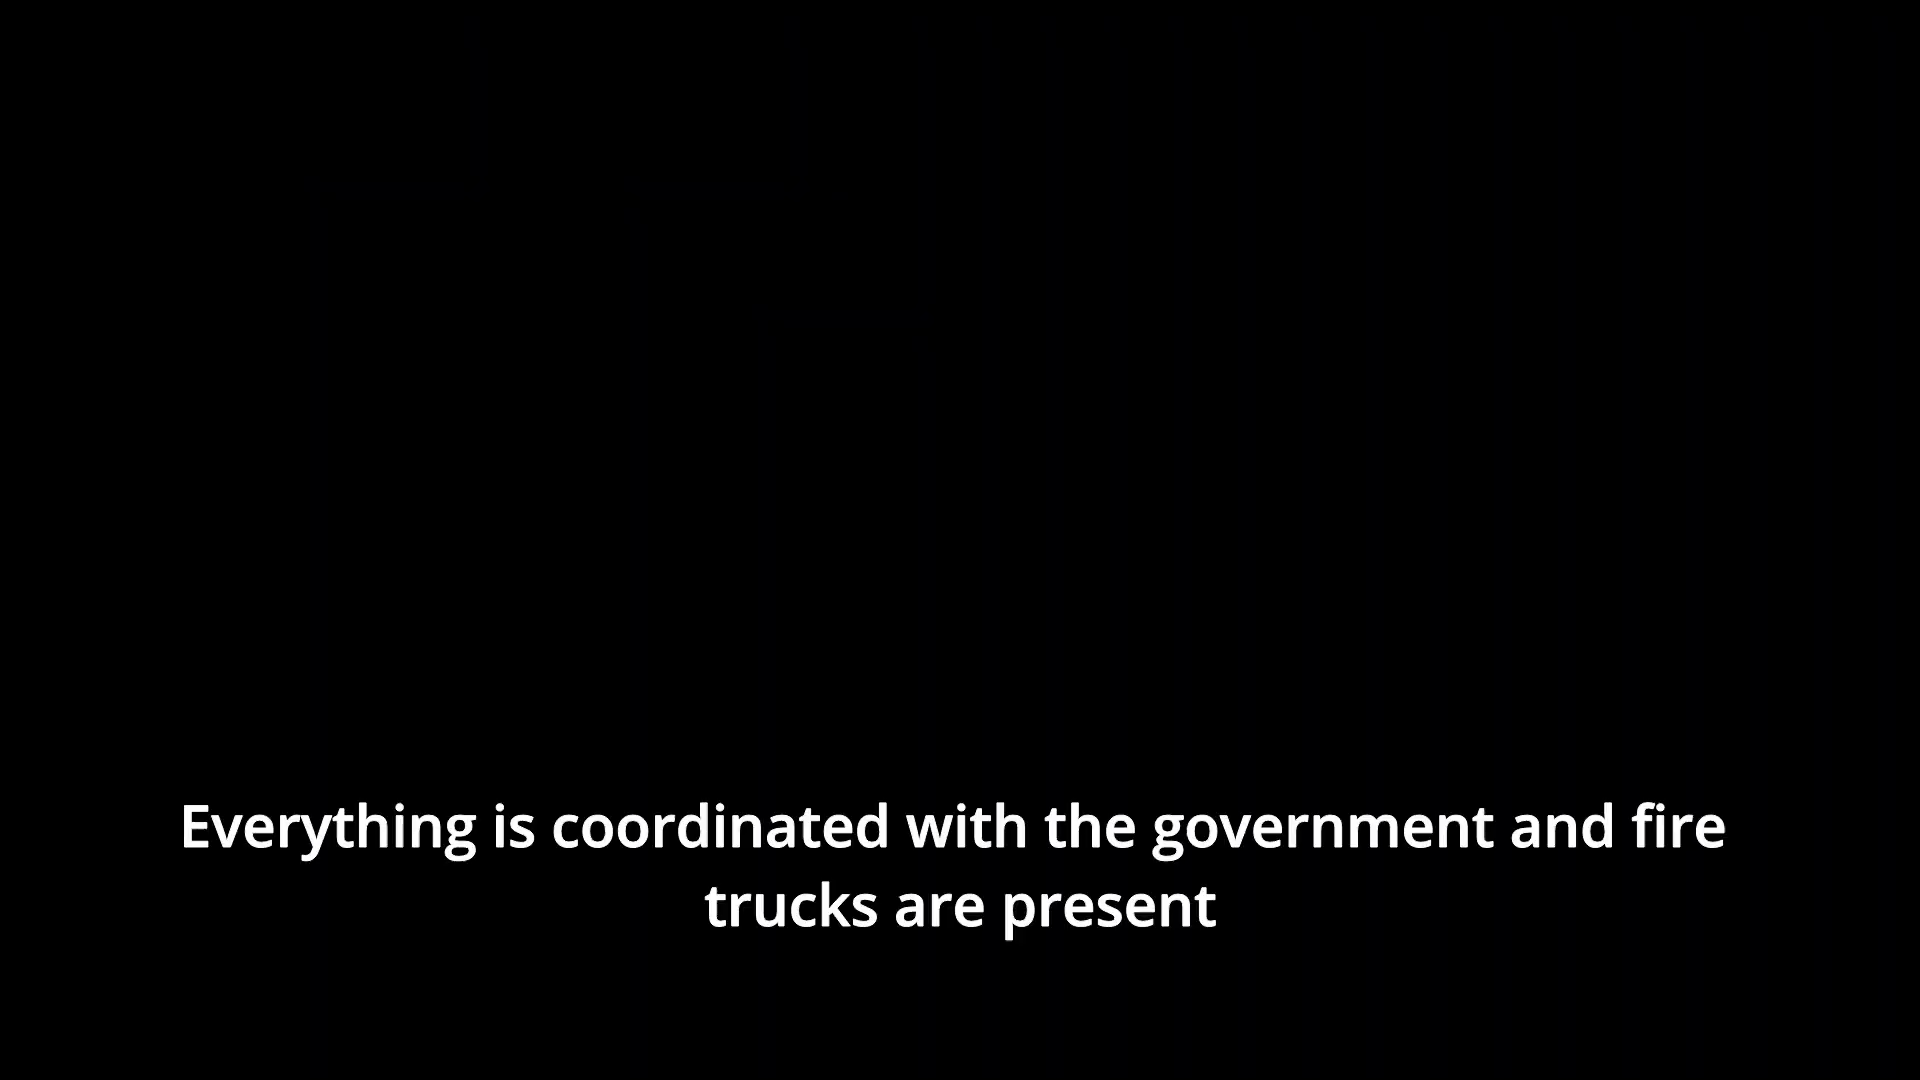 Everything is coordinated with the government and fire
trucks are present